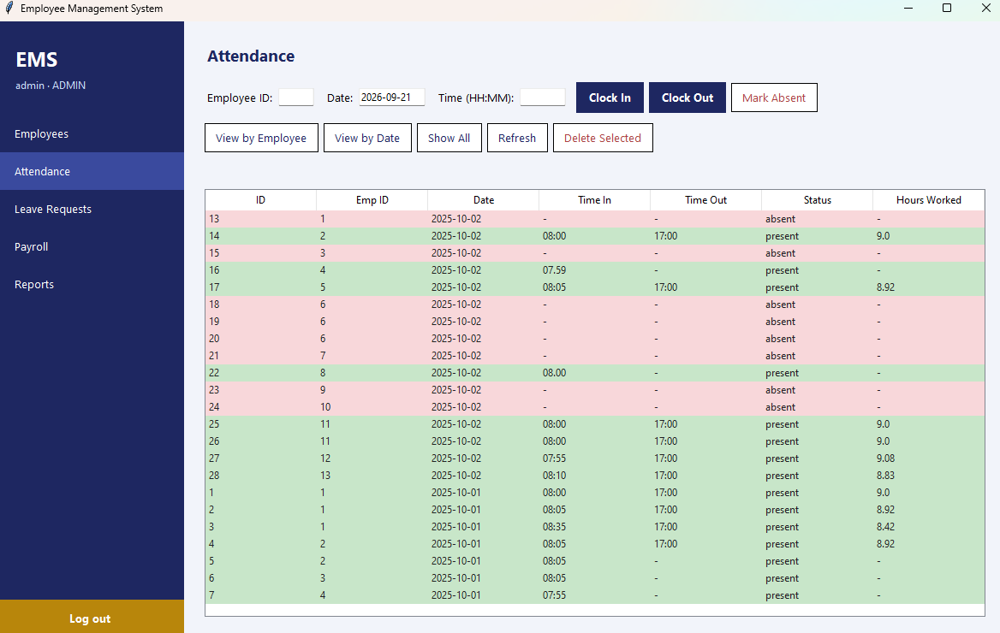 Employee Management System
EMS
admin · ADMIN
Employees
Attendance
Leave Requests
Payroll
Reports
Log out
Attendance
Employee ID: Date: 2026-09-21 Time (HH:MM): Clock In Clock Out Mark Absent
View by Employee View by Date Show All Refresh Delete Selected
ID Emp ID Date Time In Time Out Status Hours Worked
13 1 2025-10-02 - - absent -
14 2 2025-10-02 08:00 17:00 present 9.0
15 3 2025-10-02 - - absent -
16 4 2025-10-02 07.59 - present -
17 5 2025-10-02 08:05 17:00 present 8.92
18 6 2025-10-02 - - absent -
19 6 2025-10-02 - - absent -
20 6 2025-10-02 - - absent -
21 7 2025-10-02 - - absent -
22 8 2025-10-02 08.00 - present -
23 9 2025-10-02 - - absent -
24 10 2025-10-02 - - absent -
25 11 2025-10-02 08:00 17:00 present 9.0
26 11 2025-10-02 08:00 17:00 present 9.0
27 12 2025-10-02 07:55 17:00 present 9.08
28 13 2025-10-02 08:10 17:00 present 8.83
1 1 2025-10-01 08:00 17:00 present 9.0
2 1 2025-10-01 08:05 17:00 present 8.92
3 1 2025-10-01 08:35 17:00 present 8.42
4 2 2025-10-01 08:05 17:00 present 8.92
5 2 2025-10-01 08:05 - present -
6 3 2025-10-01 08:05 - present -
7 4 2025-10-01 07:55 - present -